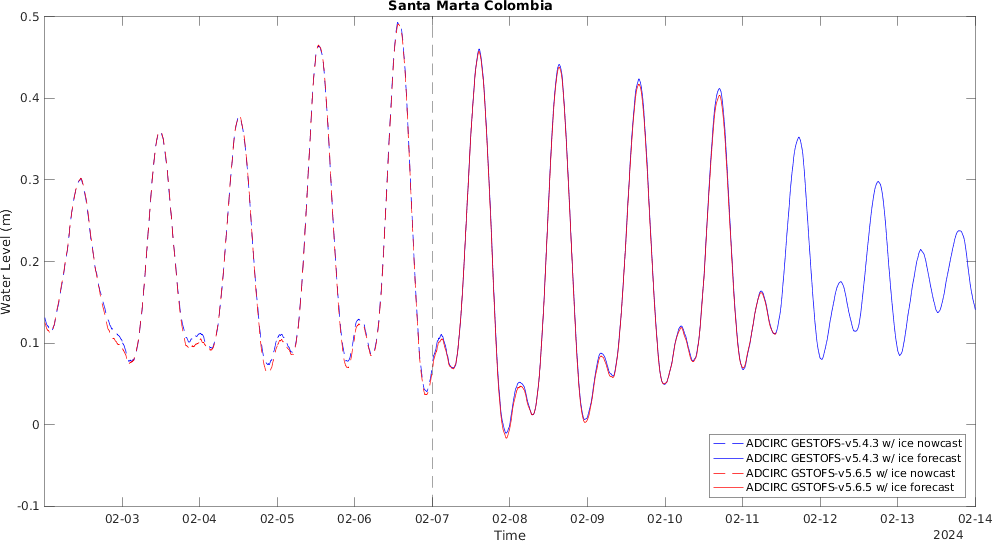 Santa Marta Colombia
0.5
0.4
0.3
0.2
0.1
0
-0.1
Water Level (m)
ADCIRC GESTOFS-v5.4.3 w/ ice nowcast
ADCIRC GESTOFS-v5.4.3 w/ ice forecast
ADCIRC GSTOFS-v5.6.5 w/ ice nowcast
ADCIRC GSTOFS-v5.6.5 w/ ice forecast
02-03 02-04 02-05 02-06 02-07 02-08 02-09 02-10 02-11 02-12 02-13 02-14
Time
2024